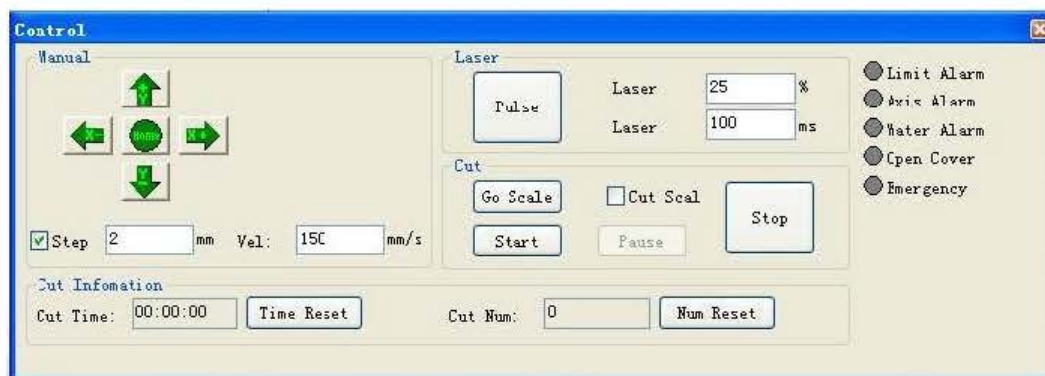 Control
Manual
+Y
X-
Home
X+
Y-
Step 2 mm Vel: 150 mm/s
Laser
Pulse
Laser 25 %
Laser 100 ms
Cut
Go Scale
Cut Scal
Stop
Start
Pause
Limit Alarm
Axis Alarm
Water Alarm
Open Cover
Emergency
Cut Infomation
Cut Time: 00:00:00 Time Reset
Cut Num: 0 Num Reset